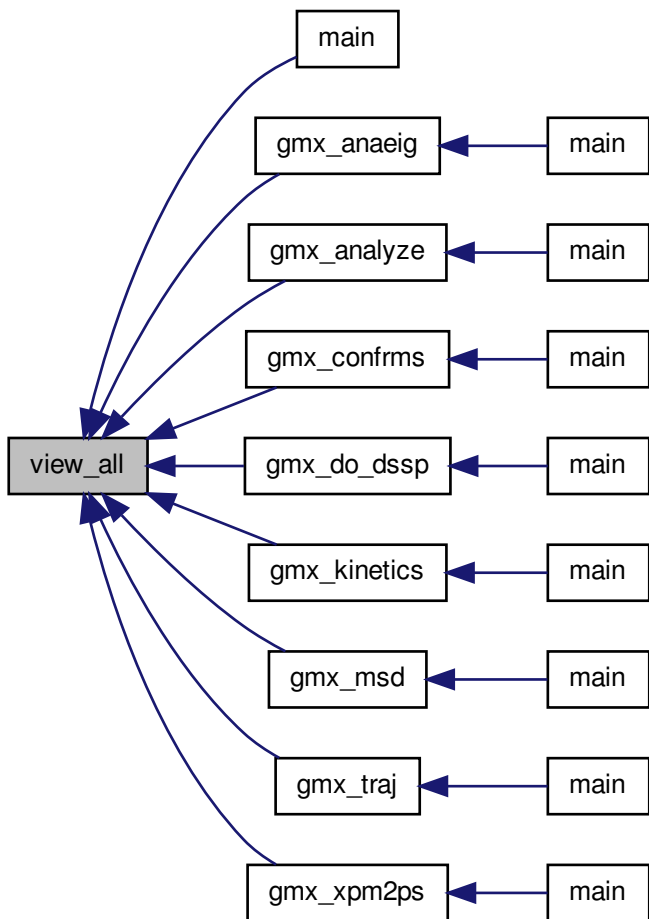 main
gmx_anaeig
main
gmx_analyze
main
gmx_confrms
main
view_all
gmx_do_dssp
main
gmx_kinetics
main
gmx_msd
main
gmx_traj
main
gmx_xpm2ps
main